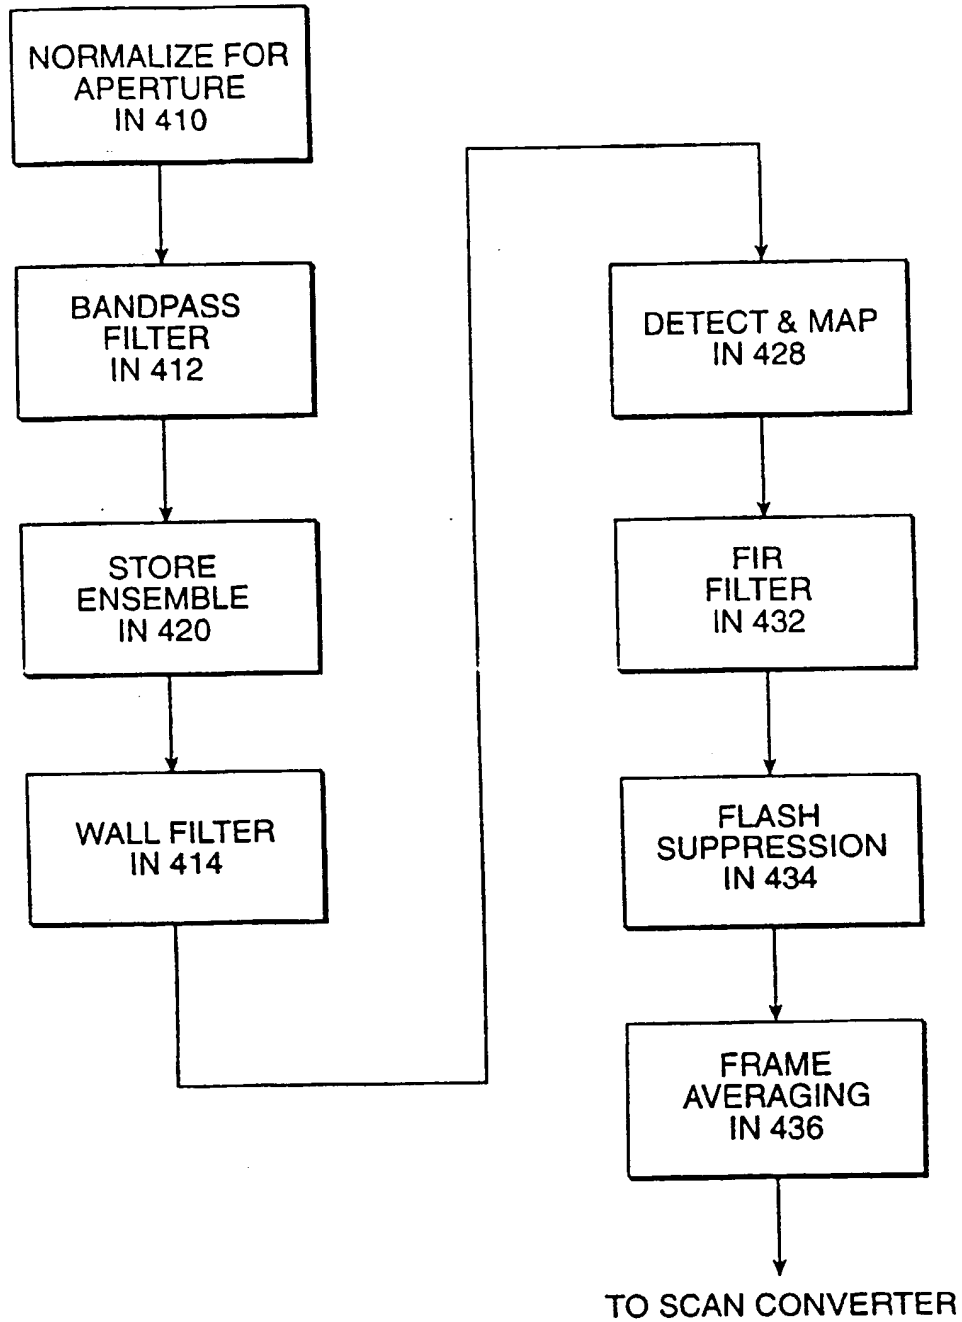 NORMALIZE FOR
APERTURE
IN 410
BANDPASS
FILTER
IN 412
STORE
ENSEMBLE
IN 420
WALL FILTER
IN 414
DETECT & MAP
IN 428
FIR
FILTER
IN 432
FLASH
SUPPRESSION
IN 434
FRAME
AVERAGING
IN 436
TO SCAN CONVERTER